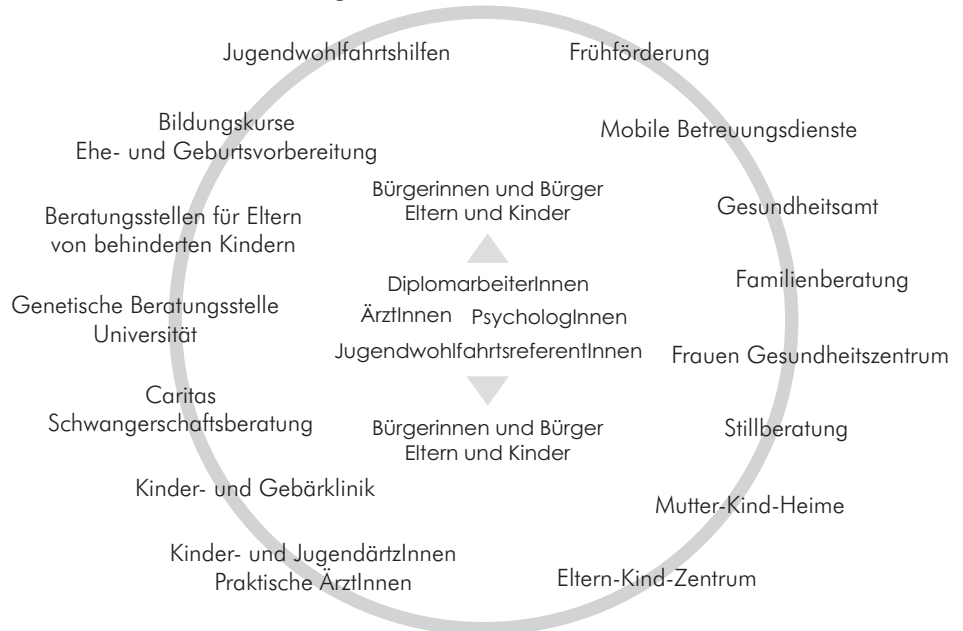 Jugendwohlfahrtshilfen
Frühförderung
Bildungskurse
Ehe- und Geburtsvorbereitung
Mobile Betreuungsdienste
Bürgerinnen und Bürger
Eltern und Kinder
Gesundheitsamt
Beratungsstellen für Eltern
von behinderten Kindern
DiplomarbeiterInnen
ÄrztInnen PsychologInnen
JugendwohlfahrtsreferentInnen
Familienberatung
Genetische Beratungsstelle
Universität
Frauen Gesundheitszentrum
Caritas
Schwangerschaftsberatung
Bürgerinnen und Bürger
Eltern und Kinder
Stillberatung
Kinder- und Gebärklinik
Mutter-Kind-Heime
Kinder- und JugendärtzInnen
Praktische ÄrztInnen
Eltern-Kind-Zentrum